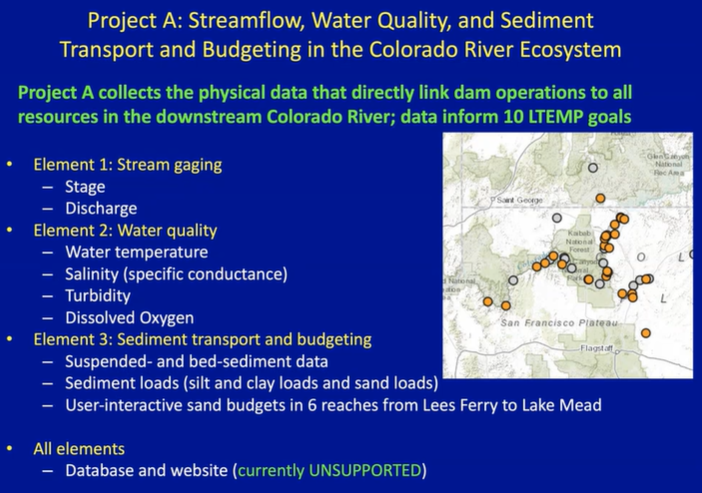 Project A: Streamflow, Water Quality, and Sediment
Transport and Budgeting in the Colorado River Ecosystem
Project A collects the physical data that directly link dam operations to all
resources in the downstream Colorado River; data inform 10 LTEMP goals
• Element 1: Stream gaging
– Stage
– Discharge
• Element 2: Water quality
– Water temperature
– Salinity (specific conductance)
– Turbidity
– Dissolved Oxygen
• Element 3: Sediment transport and budgeting
– Suspended- and bed-sediment data
– Sediment loads (silt and clay loads and sand loads)
– User-interactive sand budgets in 6 reaches from Lees Ferry to Lake Mead
• All elements
– Database and website (currently UNSUPPORTED)
Glen Canyon
National
Rec Area
Saint George
Kaibab
National
Forest
O
L
L
San Francisco Plateau
Flagstaff